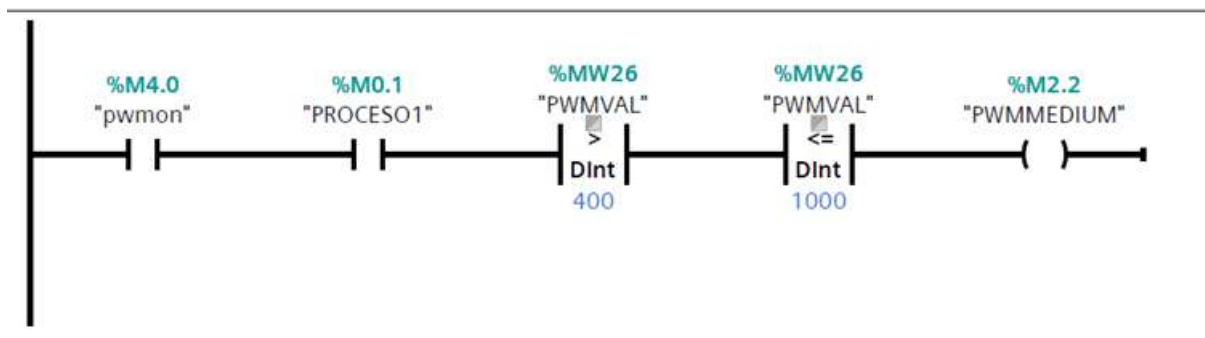 %M4.0
"pwmon"
%M0.1
"PROCESO1"
%MW26
"PWMVAL"
>
DInt
400
%MW26
"PWMVAL"
<=
DInt
1000
%M2.2
"PWMMEDIUM"